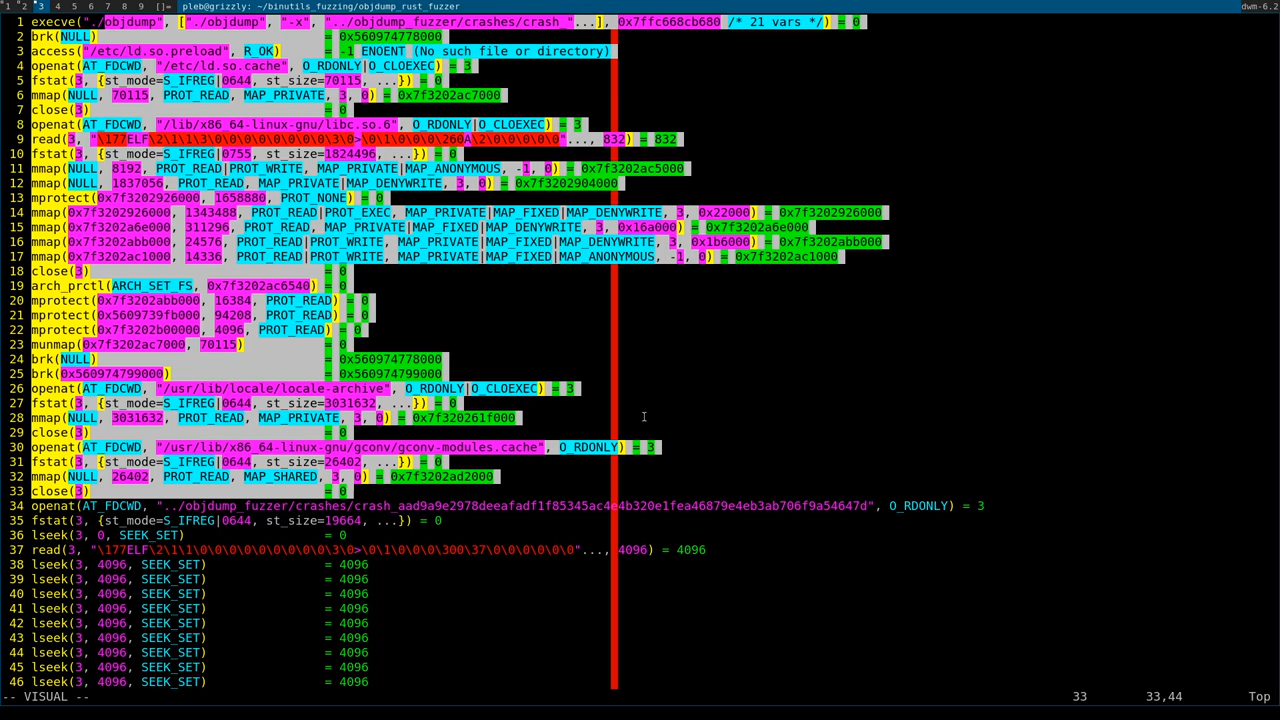 1 2 3 4 5 6 7 8 9 []= pleb@grizzly: ~/binutils_fuzzing/objdump_rust_fuzzer dwm-6.2
1 execve("./objdump", ["./objdump", "-x", "../objdump_rust_fuzzer/crashes/crash_"...], 0x7ffc668cb680 /* 21 vars */) = 0
2 brk(NULL) = 0x560974778000
3 access("/etc/ld.so.preload", R_OK) = -1 ENOENT (No such file or directory)
4 openat(AT_FDCWD, "/etc/ld.so.cache", O_RDONLY|O_CLOEXEC) = 3
5 fstat(3, {st_mode=S_IFREG|0644, st_size=70115, ...}) = 0
6 mmap(NULL, 70115, PROT_READ, MAP_PRIVATE, 3, 0) = 0x7f3202ac7000
7 close(3) = 0
8 openat(AT_FDCWD, "/lib/x86_64-linux-gnu/libc.so.6", O_RDONLY|O_CLOEXEC) = 3
9 read(3, "\177ELF\2\1\1\3\0\0\0\0\0\0\0\0\3\0>\0\1\0\0\0\260A\2\0\0\0\0\0"..., 832) = 832
10 fstat(3, {st_mode=S_IFREG|0755, st_size=1824496, ...}) = 0
11 mmap(NULL, 8192, PROT_READ|PROT_WRITE, MAP_PRIVATE|MAP_ANONYMOUS, -1, 0) = 0x7f3202ac5000
12 mmap(NULL, 1837056, PROT_READ, MAP_PRIVATE|MAP_DENYWRITE, 3, 0) = 0x7f3202904000
13 mprotect(0x7f3202926000, 1658880, PROT_NONE) = 0
14 mmap(0x7f3202926000, 1343488, PROT_READ|PROT_EXEC, MAP_PRIVATE|MAP_FIXED|MAP_DENYWRITE, 3, 0x22000) = 0x7f3202926000
15 mmap(0x7f3202a6e000, 311296, PROT_READ, MAP_PRIVATE|MAP_FIXED|MAP_DENYWRITE, 3, 0x16a000) = 0x7f3202a6e000
16 mmap(0x7f3202abb000, 24576, PROT_READ|PROT_WRITE, MAP_PRIVATE|MAP_FIXED|MAP_DENYWRITE, 3, 0x1b6000) = 0x7f3202abb000
17 mmap(0x7f3202ac1000, 14336, PROT_READ|PROT_WRITE, MAP_PRIVATE|MAP_FIXED|MAP_ANONYMOUS, -1, 0) = 0x7f3202ac1000
18 close(3) = 0
19 arch_prctl(ARCH_SET_FS, 0x7f3202ac6540) = 0
20 mprotect(0x7f3202abb000, 16384, PROT_READ) = 0
21 mprotect(0x5609739fb000, 94208, PROT_READ) = 0
22 mprotect(0x7f3202b00000, 4096, PROT_READ) = 0
23 munmap(0x7f3202ac7000, 70115) = 0
24 brk(NULL) = 0x560974778000
25 brk(0x560974799000) = 0x560974799000
26 openat(AT_FDCWD, "/usr/lib/locale/locale-archive", O_RDONLY|O_CLOEXEC) = 3
27 fstat(3, {st_mode=S_IFREG|0644, st_size=3031632, ...}) = 0
28 mmap(NULL, 3031632, PROT_READ, MAP_PRIVATE, 3, 0) = 0x7f320261f000
29 close(3) = 0
30 openat(AT_FDCWD, "/usr/lib/x86_64-linux-gnu/gconv/gconv-modules.cache", O_RDONLY) = 3
31 fstat(3, {st_mode=S_IFREG|0644, st_size=26402, ...}) = 0
32 mmap(NULL, 26402, PROT_READ, MAP_SHARED, 3, 0) = 0x7f3202ad2000
33 close(3) = 0
34 openat(AT_FDCWD, "../objdump_fuzzer/crashes/crash_aad9a9e2978deeafadf1f85345ac4e4b320e1fea46879e4eb3ab706f9a54647d", O_RDONLY) = 3
35 fstat(3, {st_mode=S_IFREG|0644, st_size=19664, ...}) = 0
36 lseek(3, 0, SEEK_SET) = 0
37 read(3, "\177ELF\2\1\1\0\0\0\0\0\0\0\0\0\3\0>\0\1\0\0\0\300\37\0\0\0\0\0\0"..., 4096) = 4096
38 lseek(3, 4096, SEEK_SET) = 4096
39 lseek(3, 4096, SEEK_SET) = 4096
40 lseek(3, 4096, SEEK_SET) = 4096
41 lseek(3, 4096, SEEK_SET) = 4096
42 lseek(3, 4096, SEEK_SET) = 4096
43 lseek(3, 4096, SEEK_SET) = 4096
44 lseek(3, 4096, SEEK_SET) = 4096
45 lseek(3, 4096, SEEK_SET) = 4096
46 lseek(3, 4096, SEEK_SET) = 4096
-- VISUAL -- 33 33,44 Top